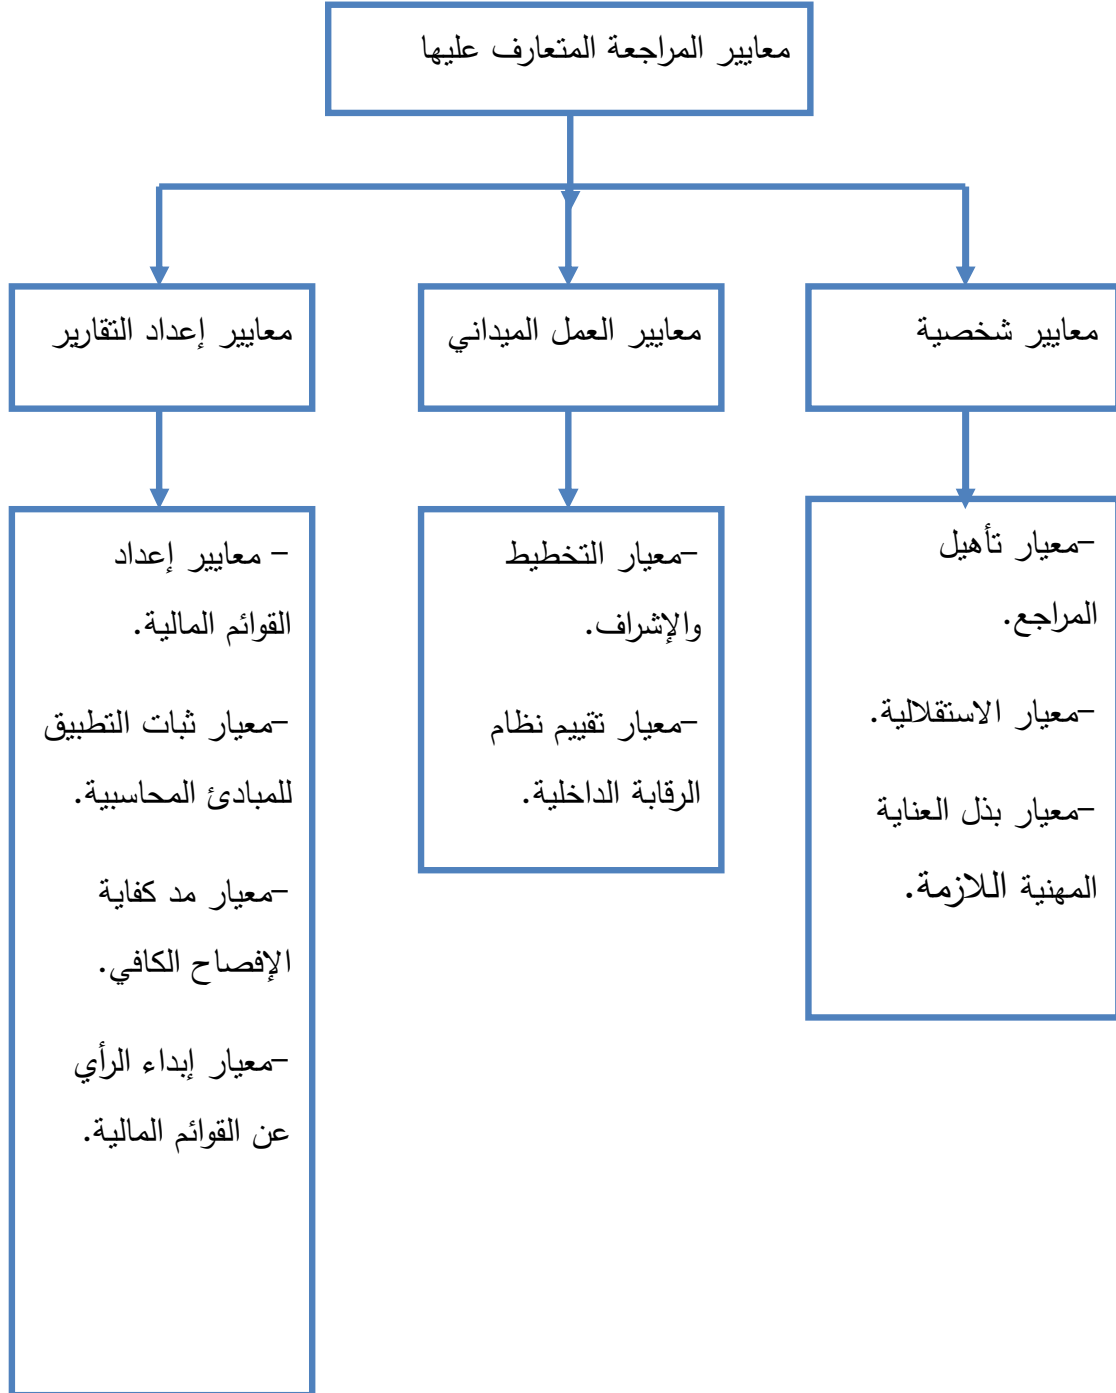 معايير المراجعة المتعارف عليها
معايير شخصية
معايير العمل الميداني
معايير إعداد التقارير
-معيار تأهيل
المراجع.
-معيار الاستقلالية.
-معيار بذل العناية
المهنية اللازمة.
-معيار التخطيط
والإشراف.
-معيار تقييم نظام
الرقابة الداخلية.
- معايير إعداد
القوائم المالية.
-معيار ثبات التطبيق
للمبادئ المحاسبية.
-معيار مد كفاية
الإفصاح الكافي.
-معيار إبداء الرأي
عن القوائم المالية.